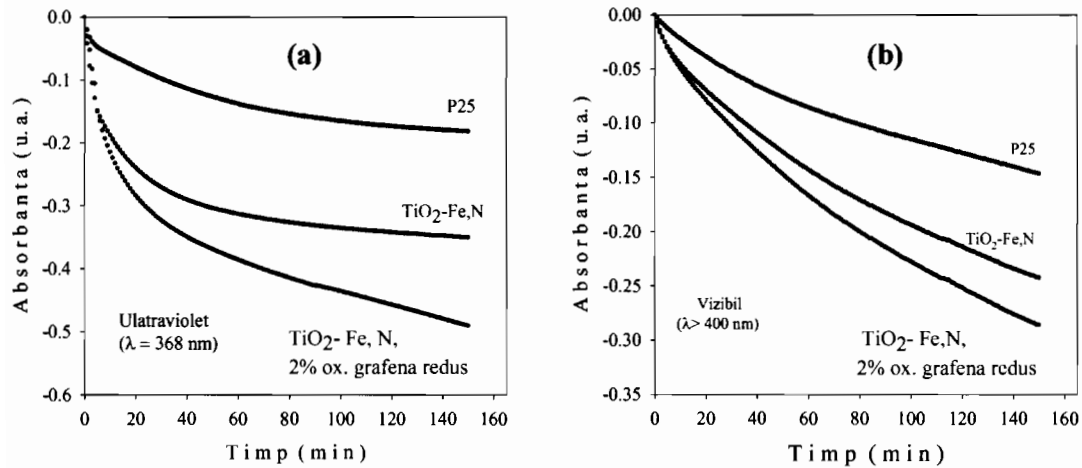 (a)
Absorbanta (u. a.)
0.0
-0.1
-0.2
-0.3
-0.4
-0.5
-0.6
P25
TiO2-Fe,N
Ulatraviolet
(λ = 368 nm)
TiO2- Fe, N,
2% ox. grafena redus
0 20 40 60 80 100 120 140 160
Timp (min)
(b)
Absorbanta (u. a.)
0.00
-0.05
-0.10
-0.15
-0.20
-0.25
-0.30
-0.35
P25
TiO2-Fe,N
Vizibil
(λ> 400 nm)
TiO2- Fe,N,
2% ox. grafena redus
0 20 40 60 80 100 120 140 160
Timp (min)